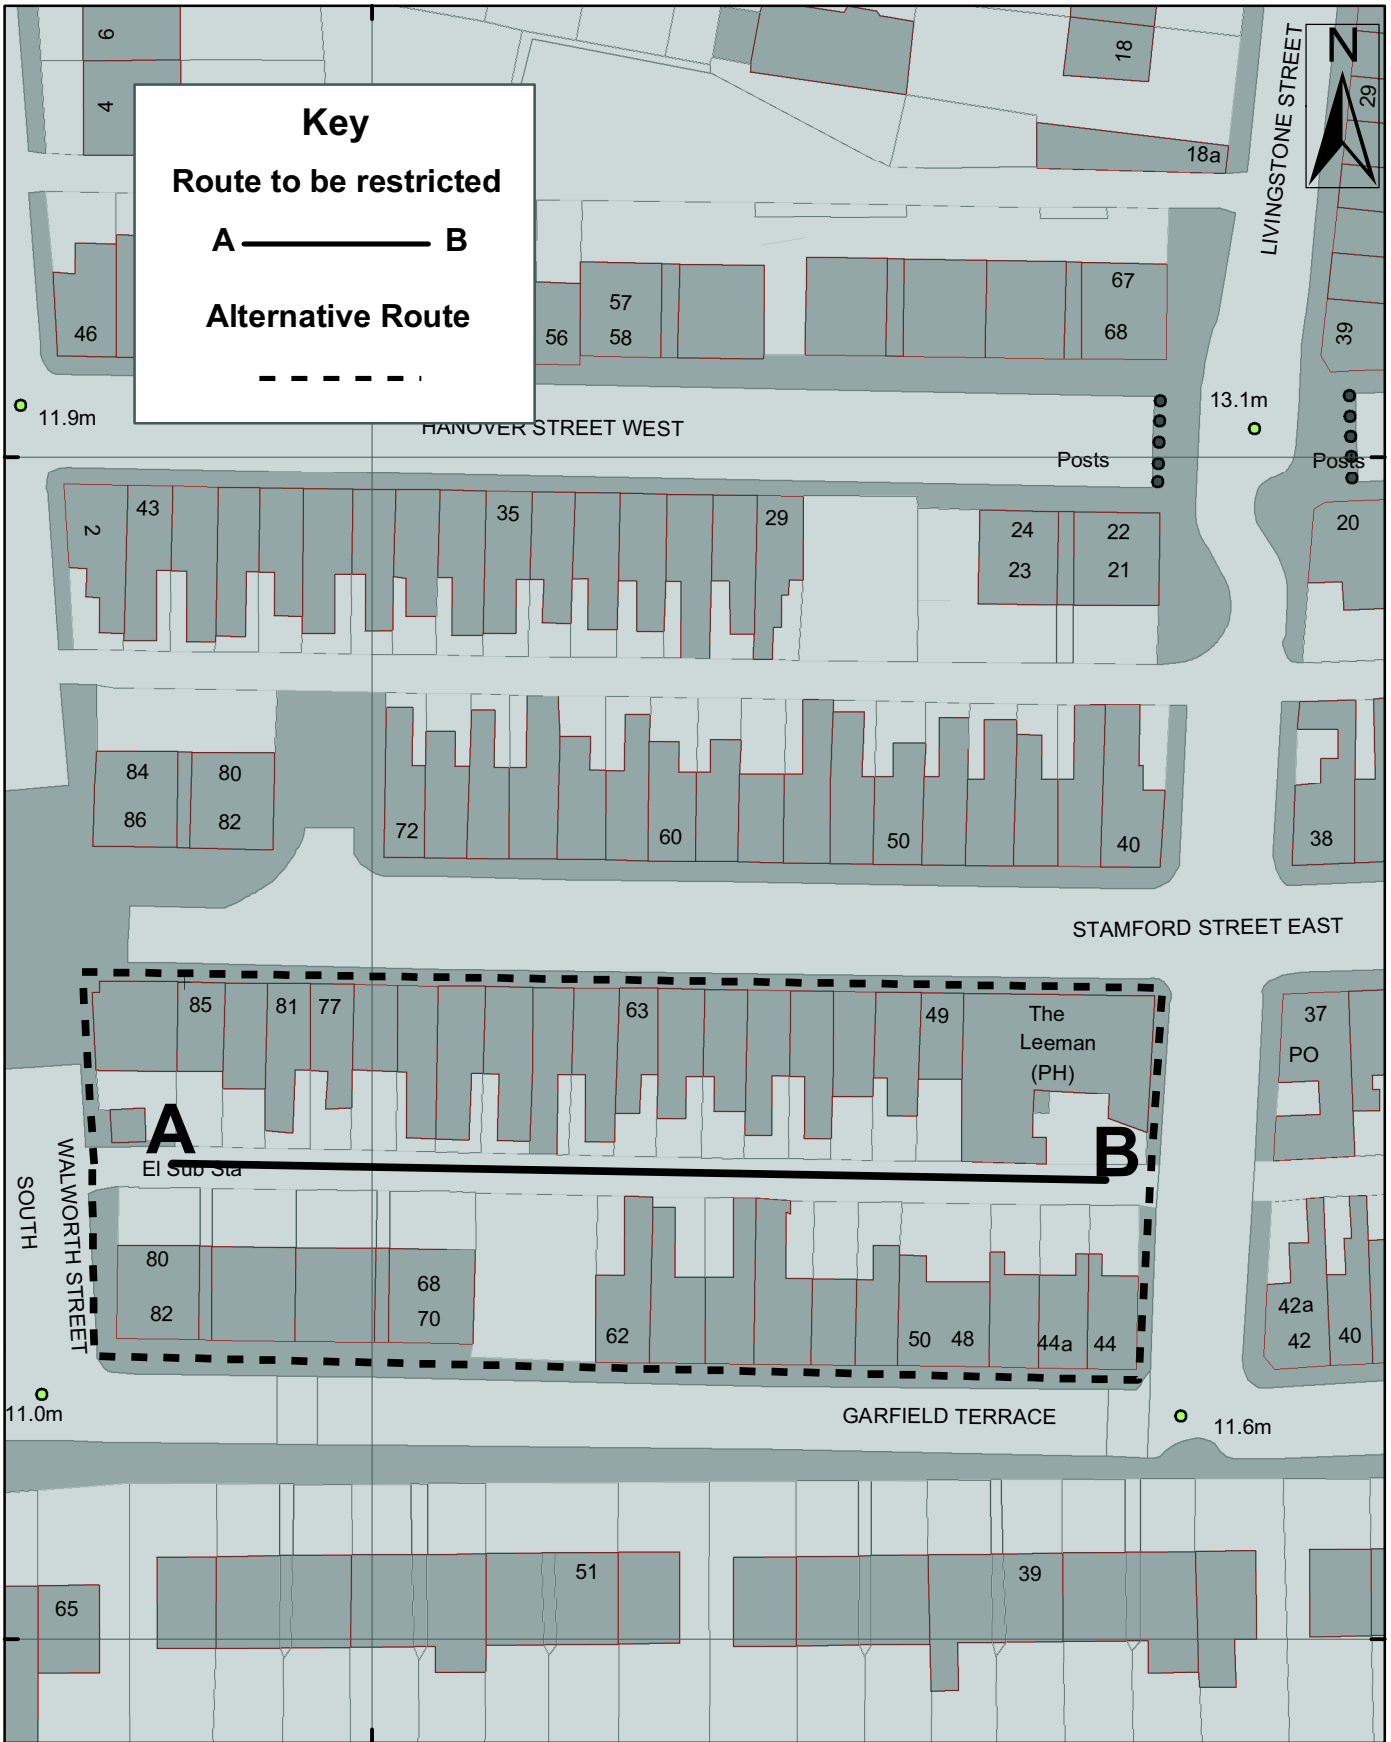 6
4
18
18a
LIVINGSTONE STREET
N
29
Key
Route to be restricted
A B
Alternative Route
46
56
57
58
67
68
39
11.9m
HANOVER STREET WEST
13.1m
Posts
Posts
2
43
35
29
24
23
22
21
20
84
86
80
82
72
60
50
40
38
STAMFORD STREET EAST
85
81
77
63
49
The
Leeman
(PH)
37
PO
A
B
El Sub Sta
SOUTH
WALWORTH STREET
80
82
68
70
62
50
48
44a
44
42a
42
40
11.0m
GARFIELD TERRACE
11.6m
51
39
65